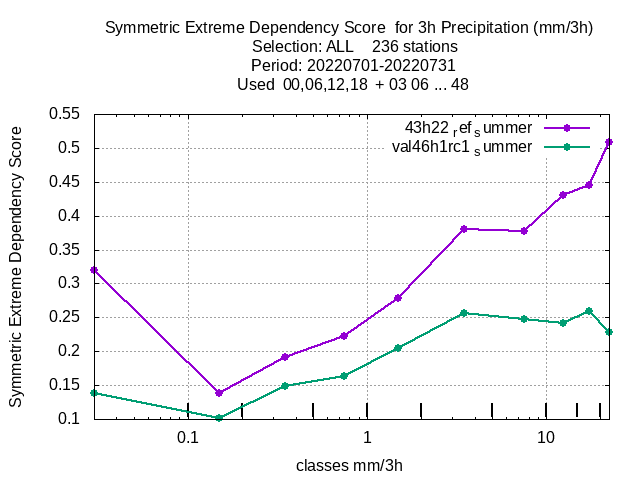 Symmetric Extreme Dependency Score  for 3h Precipitation (mm/3h)
Selection: ALL    236 stations
Period: 20220701-20220731
Used  00,06,12,18  + 03 06 ... 48
43h22 ref summer
val46h1rc1 summer
Symmetric Extreme Dependency Score
0.55
0.5
0.45
0.4
0.35
0.3
0.25
0.2
0.15
0.1
0.1 1 10
classes mm/3h